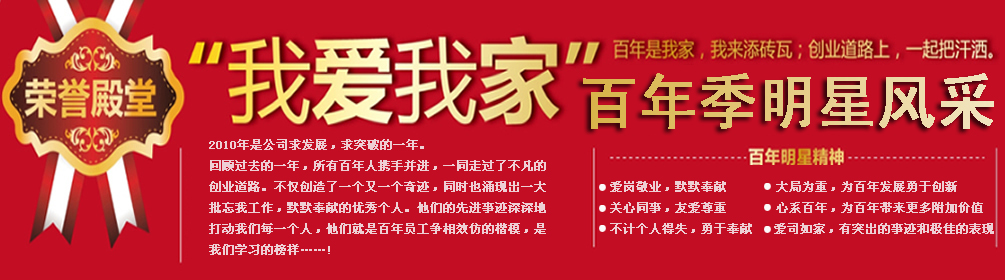 荣誉殿堂
“我爱我家”
百年是我家，我来添砖瓦；创业道路上，一起把汗洒。
百年季明星风采
2010年是公司求发展，求突破的一年。
回顾过去的一年，所有百年人携手并进，一同走过了不凡的
创业道路。不仅创造了一个又一个奇迹，同时也涌现出一大
批忘我工作，默默奉献的优秀个人。他们的先进事迹深深地
打动我们每一个人，他们就是百年员工争相效仿的楷模，是
我们学习的榜样……!
百年明星精神
●爱岗敬业，默默奉献
●关心同事，友爱尊重
●不计个人得失，勇于奉献
●大局为重，为百年发展勇于创新
●心系百年，为百年带来更多附加价值
●爱司如家，有突出的事迹和极佳的表现